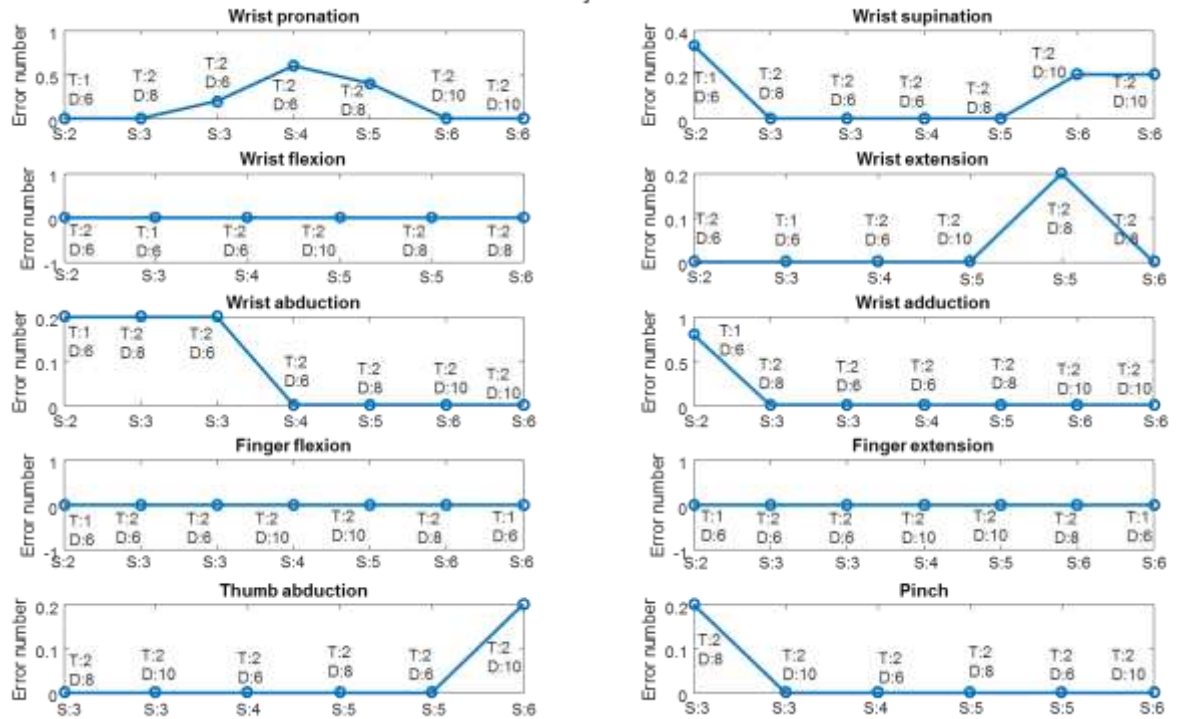 Wrist pronation
Error number
1
0.5
0
T:1 D:6
T:2 D:8
T:2 D:6
T:2 D:6
T:2 D:8
T:2 D:10
T:2 D:10
S:2 S:3 S:3 S:4 S:5 S:6 S:6
Wrist supination
Error number
0.4
0.2
0
T:1 D:6
T:2 D:8
T:2 D:6
T:2 D:6
T:2 D:8
T:2 D:10
T:2 D:10
S:2 S:3 S:3 S:4 S:5 S:6 S:6
Wrist flexion
Error number
1
0
-1
T:2 D:6
T:1 D:6
T:2 D:6
T:2 D:10
T:2 D:8
T:2 D:8
S:2 S:3 S:4 S:5 S:5 S:6
Wrist extension
Error number
0.2
0.1
0
T:2 D:6
T:1 D:6
T:2 D:6
T:2 D:10
T:2 D:8
T:2 D:8
S:2 S:3 S:4 S:5 S:5 S:6
Wrist abduction
Error number
0.2
0.1
0
T:1 D:6
T:2 D:8
T:2 D:6
T:2 D:6
T:2 D:8
T:2 D:10
T:2 D:10
S:2 S:3 S:3 S:4 S:5 S:6 S:6
Wrist adduction
Error number
1
0.5
0
T:1 D:6
T:2 D:8
T:2 D:6
T:2 D:6
T:2 D:8
T:2 D:10
T:2 D:10
S:2 S:3 S:3 S:4 S:5 S:6 S:6
Finger flexion
Error number
1
0
-1
T:1 D:6
T:2 D:6
T:2 D:6
T:2 D:10
T:2 D:10
T:2 D:8
T:1 D:6
S:2 S:3 S:3 S:4 S:5 S:6 S:6
Finger extension
Error number
1
0
-1
T:1 D:6
T:2 D:6
T:2 D:6
T:2 D:10
T:2 D:10
T:2 D:8
T:1 D:6
S:2 S:3 S:3 S:4 S:5 S:6 S:6
Thumb abduction
Error number
0.2
0.1
0
T:2 D:8
T:2 D:10
T:2 D:6
T:2 D:8
T:2 D:6
T:2 D:10
S:3 S:3 S:4 S:5 S:5 S:6
Pinch
Error number
0.2
0.1
0
T:2 D:8
T:2 D:10
T:2 D:6
T:2 D:8
T:2 D:6
T:2 D:10
S:3 S:3 S:4 S:5 S:5 S:6